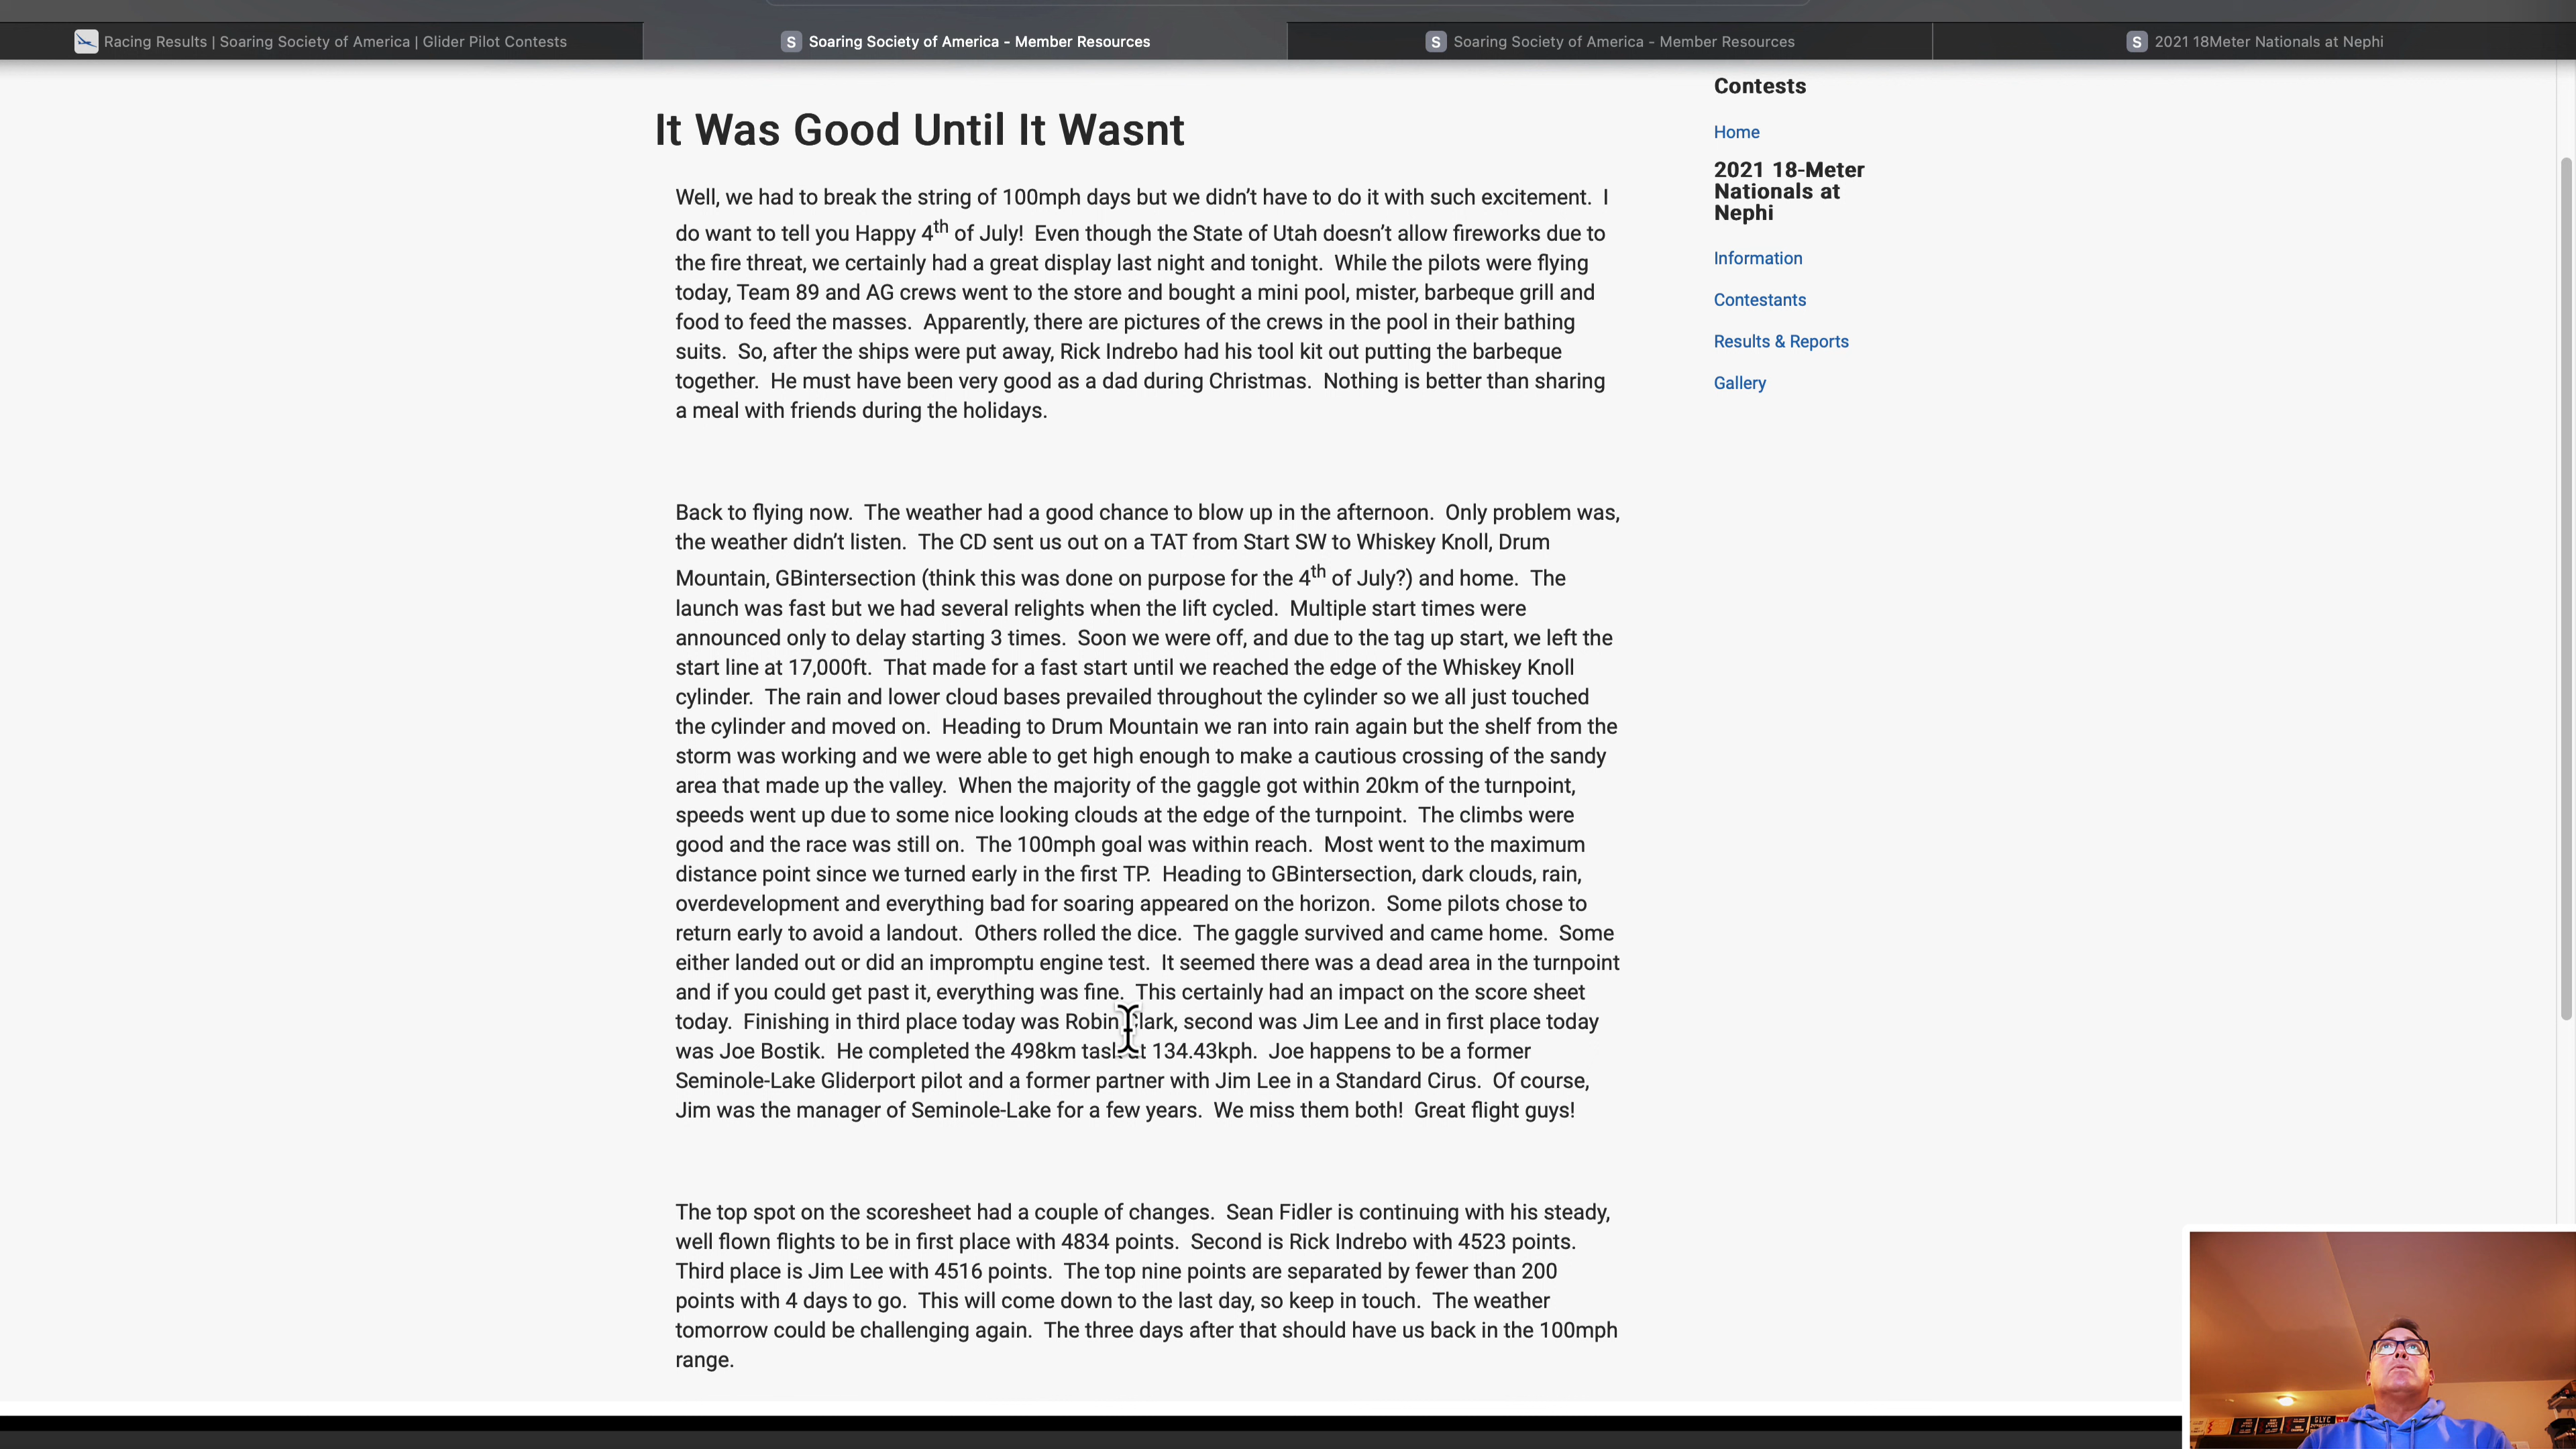 Racing Results | Soaring Society of America | Glider Pilot Contests
S Soaring Society of America - Member Resources
S Soaring Society of America - Member Resources
S 2021 18Meter Nationals at Nephi
It Was Good Until It Wasnt
Well, we had to break the string of 100mph days but we didn’t have to do it with such excitement. I
do want to tell you Happy 4th of July! Even though the State of Utah doesn’t allow fireworks due to
the fire threat, we certainly had a great display last night and tonight. While the pilots were flying
today, Team 89 and AG crews went to the store and bought a mini pool, mister, barbeque grill and
food to feed the masses. Apparently, there are pictures of the crews in the pool in their bathing
suits. So, after the ships were put away, Rick Indrebo had his tool kit out putting the barbeque
together. He must have been very good as a dad during Christmas. Nothing is better than sharing
a meal with friends during the holidays.
Back to flying now. The weather had a good chance to blow up in the afternoon. Only problem was,
the weather didn’t listen. The CD sent us out on a TAT from Start SW to Whiskey Knoll, Drum
Mountain, GBintersection (think this was done on purpose for the 4th of July?) and home. The
launch was fast but we had several relights when the lift cycled. Multiple start times were
announced only to delay starting 3 times. Soon we were off, and due to the tag up start, we left the
start line at 17,000ft. That made for a fast start until we reached the edge of the Whiskey Knoll
cylinder. The rain and lower cloud bases prevailed throughout the cylinder so we all just touched
the cylinder and moved on. Heading to Drum Mountain we ran into rain again but the shelf from the
storm was working and we were able to get high enough to make a cautious crossing of the sandy
area that made up the valley. When the majority of the gaggle got within 20km of the turnpoint,
speeds went up due to some nice looking clouds at the edge of the turnpoint. The climbs were
good and the race was still on. The 100mph goal was within reach. Most went to the maximum
distance point since we turned early in the first TP. Heading to GBintersection, dark clouds, rain,
overdevelopment and everything bad for soaring appeared on the horizon. Some pilots chose to
return early to avoid a landout. Others rolled the dice. The gaggle survived and came home. Some
either landed out or did an impromptu engine test. It seemed there was a dead area in the turnpoint
and if you could get past it, everything was fine. This certainly had an impact on the score sheet
today. Finishing in third place today was Robin Clark, second was Jim Lee and in first place today
was Joe Bostik. He completed the 498km task at 134.43kph. Joe happens to be a former
Seminole-Lake Gliderport pilot and a former partner with Jim Lee in a Standard Cirus. Of course,
Jim was the manager of Seminole-Lake for a few years. We miss them both! Great flight guys!
The top spot on the scoresheet had a couple of changes. Sean Fidler is continuing with his steady,
well flown flights to be in first place with 4834 points. Second is Rick Indrebo with 4523 points.
Third place is Jim Lee with 4516 points. The top nine points are separated by fewer than 200
points with 4 days to go. This will come down to the last day, so keep in touch. The weather
tomorrow could be challenging again. The three days after that should have us back in the 100mph
range.
Contests
Home
2021 18-Meter
Nationals at
Nephi
Information
Contestants
Results & Reports
Gallery